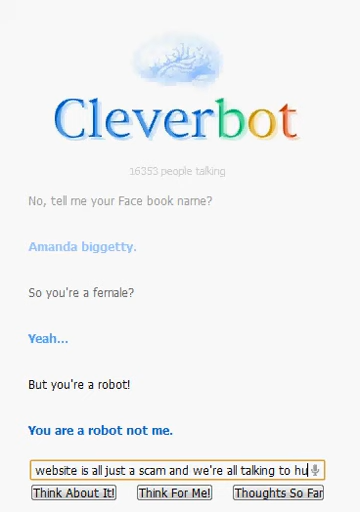 Cleverbot
16353 people talking
No, tell me your Face book name?
Amanda biggetty.
So you're a female?
Yeah...
But you're a robot!
You are a robot not me.
website is all just a scam and we're all talking to hu
Think About It!
Think For Me!
Thoughts So Far